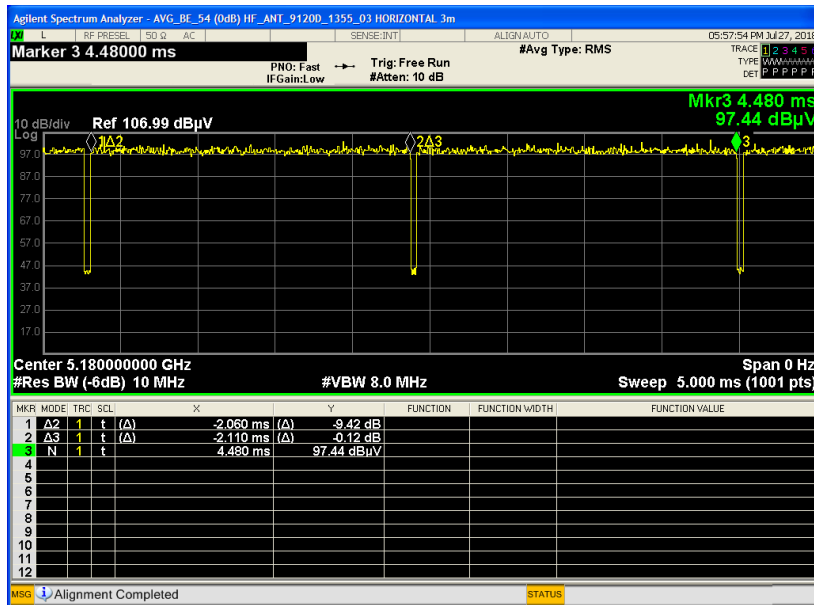 Agilent Spectrum Analyzer - AVG_BE_54 (0dB) HF_ANT_9120D_1355_03 HORIZONTAL 3m
LXI L RF PRESEL 50 Ω AC SENSE:INT ALIGN AUTO 05:57:54 PM Jul 27, 2018
Marker 3 4.48000 ms
PNO: Fast
IFGain:Low
Trig: Free Run
#Atten: 10 dB
#Avg Type: RMS
TRACE 1 2 3 4 5 6
TYPE
DET P P P P P
Mkr3 4.480 ms
97.44 dBµV
10 dB/div Ref 106.99 dBµV
Log
1Δ2 2Δ3 3
97.0
87.0
77.0
67.0
57.0
47.0
37.0
27.0
17.0
Center 5.180000000 GHz Span 0 Hz
#Res BW (-6dB) 10 MHz #VBW 8.0 MHz Sweep 5.000 ms (1001 pts)
MKR MODE TRC SCL X Y FUNCTION FUNCTION WIDTH FUNCTION VALUE
1 Δ2 1 t (Δ) -2.060 ms (Δ) -9.42 dB
2 Δ3 1 t (Δ) -2.110 ms (Δ) -0.12 dB
3 N 1 t 4.480 ms 97.44 dBµV
4
5
6
7
8
9
10
11
12
MSG Alignment Completed STATUS